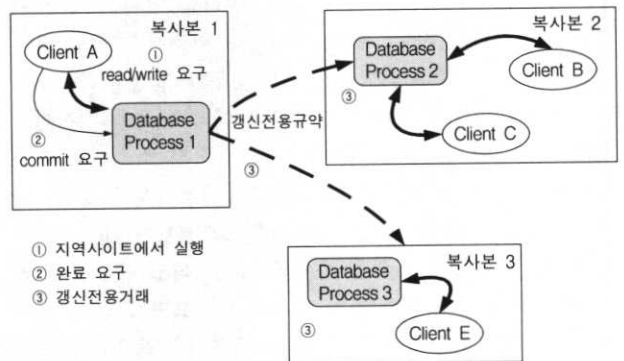 복사본 1
Client A
①
read/write 요구
②
commit 요구
Database
Process 1
갱신전용규약
③
③
복사본 2
Database
Process 2
Client B
Client C
① 지역사이트에서 실행
② 완료 요구
③ 갱신전용거래
복사본 3
Database
Process 3
③
Client E